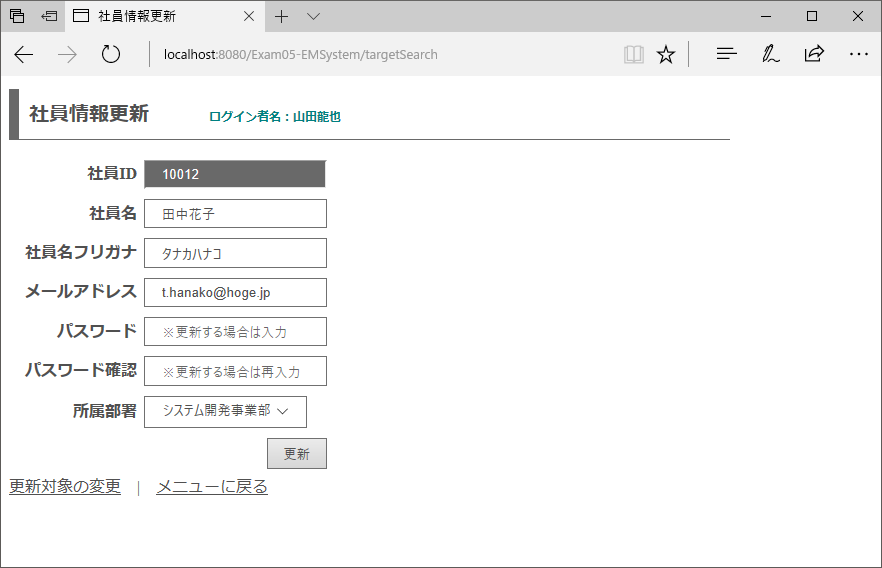 社員情報更新
localhost:8080/Exam05-EMSystem/targetSearch
社員情報更新 ログイン者名：山田龍也
社員ID 10012
社員名 田中花子
社員名フリガナ タナカハナコ
メールアドレス t.hanako@hoge.jp
パスワード ※更新する場合は入力
パスワード確認 ※更新する場合は再入力
所属部署 システム開発事業部
更新
更新対象の変更 | メニューに戻る